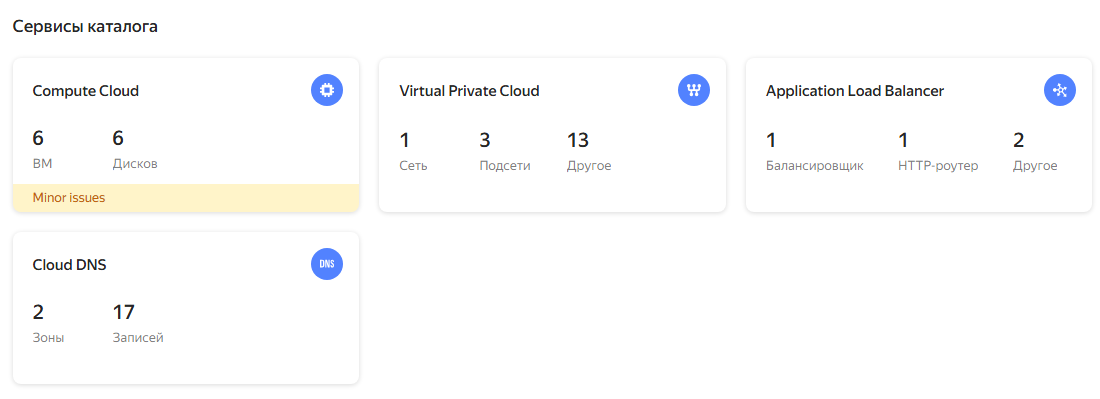 Сервисы каталога
Compute Cloud
6
ВМ
6
Дисков
Minor issues
Virtual Private Cloud
1
Сеть
3
Подсети
13
Другое
Application Load Balancer
1
Балансировщик
1
HTTP-роутер
2
Другое
Cloud DNS
DNS
2
Зоны
17
Записей